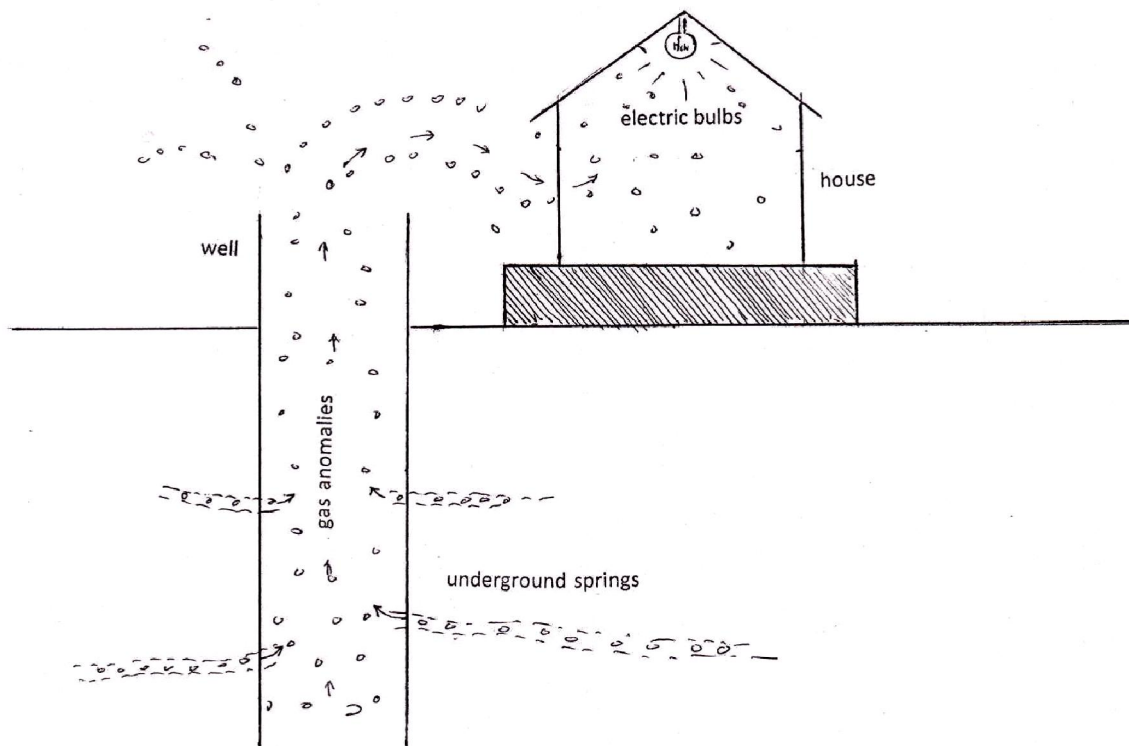 electric bulbs
house
well
gas anomalies
underground springs